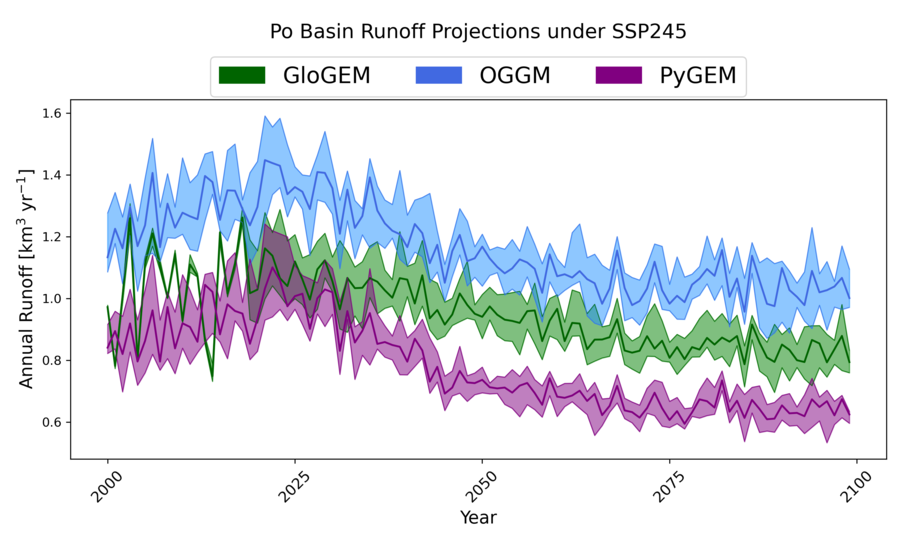 Po Basin Runoff Projections under SSP245
GloGEM OGGM PyGEM
Annual Runoff [km³ yr⁻¹]
1.6
1.4
1.2
1.0
0.8
0.6
2000 2025 2050 2075 2100
Year